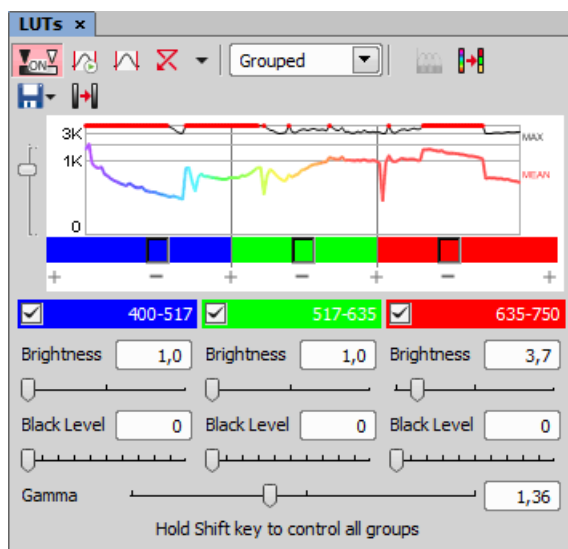 LUTs ×
ON Grouped
3K
MAX
1K
MEAN
0
+ − + − + − +
400-517 517-635 635-750
Brightness 1,0 Brightness 1,0 Brightness 3,7
Black Level 0 Black Level 0 Black Level 0
Gamma 1,36
Hold Shift key to control all groups